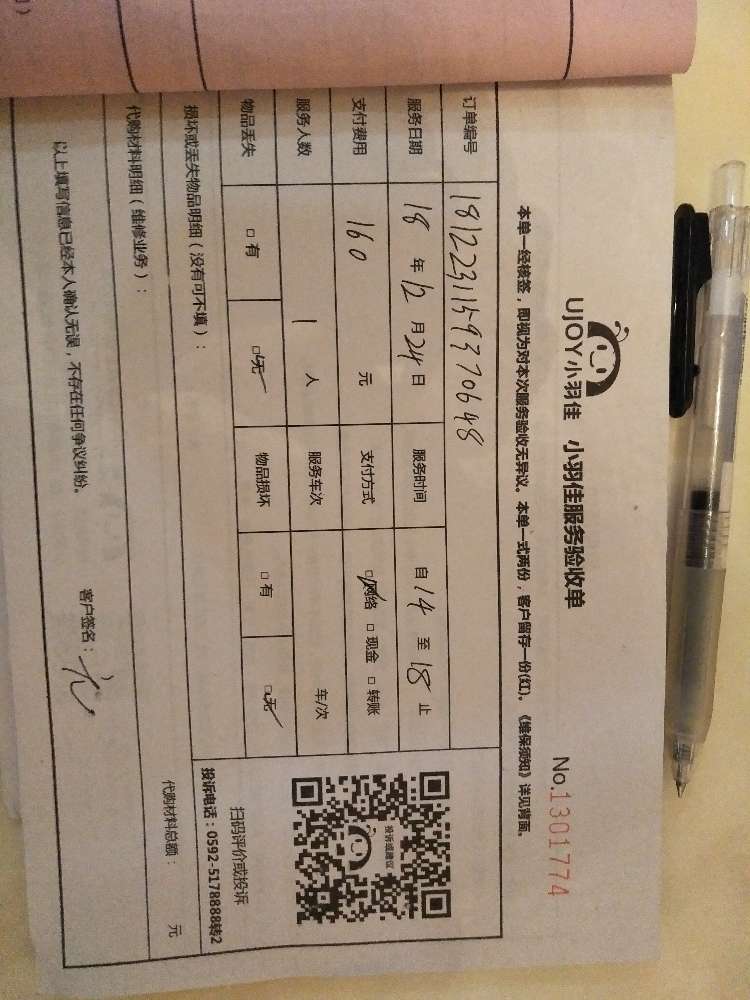 UJOY小羽佳 小羽佳服务验收单
No.1301774
本单一经核签，即视为对本次服务验收无异议。本单一式两份，客户留存一份(红)。《维保须知》详见背面。
订单编号 1812231159370648
服务日期 18 年 12 月 24 日 服务时间 自 14 至 18 止
支付费用 160 元 支付方式 □网络 □现金 □转账
服务人数 1 人 服务车次 车/次
物品丢失 □有 □无 物品损坏 □有 □无
损坏或丢失物品明细（没有可不填）：
代购材料明细（维修业务）： 代购材料总额： 元
以上填写信息已经本人确认无误，不存在任何争议纠纷。 客户签名：
投诉或建议
扫码评价或投诉
投诉电话：0592-5178888转2